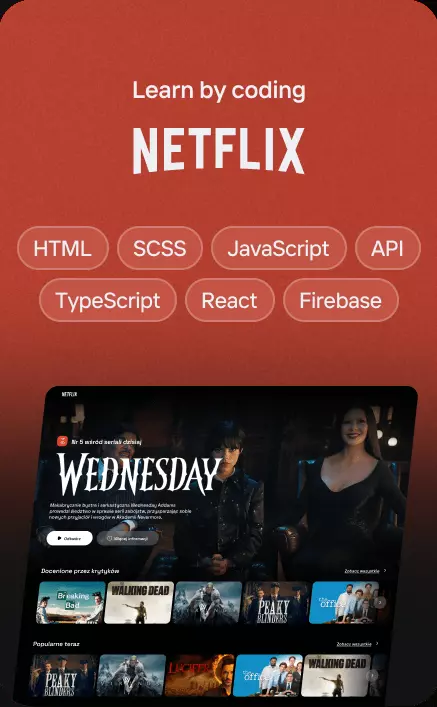 Learn by coding
NETFLIX
HTML SCSS JavaScript API
TypeScript React Firebase
NETFLIX
Nr 5 wśród seriali dzisiaj
WEDNESDAY
Makabrycznie bystra i sarkastyczna Wednesday Addams
prowadzi śledztwo w sprawie serii zabójstw, przysparzając sobie
nowych przyjaciół i wrogów w Akademii Nevermore.
Odtwórz Więcej informacji
Docenione przez krytyków Zobacz wszystkie
Breaking
Bad
THE
WALKING DEAD
PEAKY
BLINDERS
the
office
Popularne teraz Zobacz wszystkie
PEAKY
BLINDERS
LUCIFER
the
office
THE
WALKING DEAD